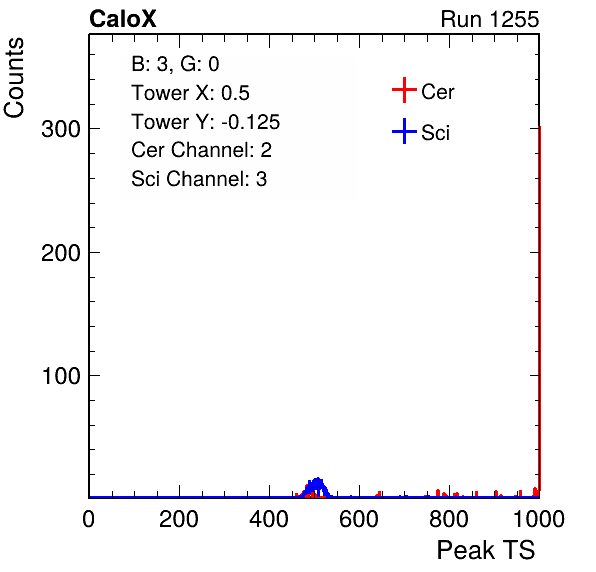 CaloX Run 1255
Counts
B: 3, G: 0
Tower X: 0.5
Tower Y: -0.125
Cer Channel: 2
Sci Channel: 3
Cer
Sci
300
200
100
0 200 400 600 800 1000
Peak TS